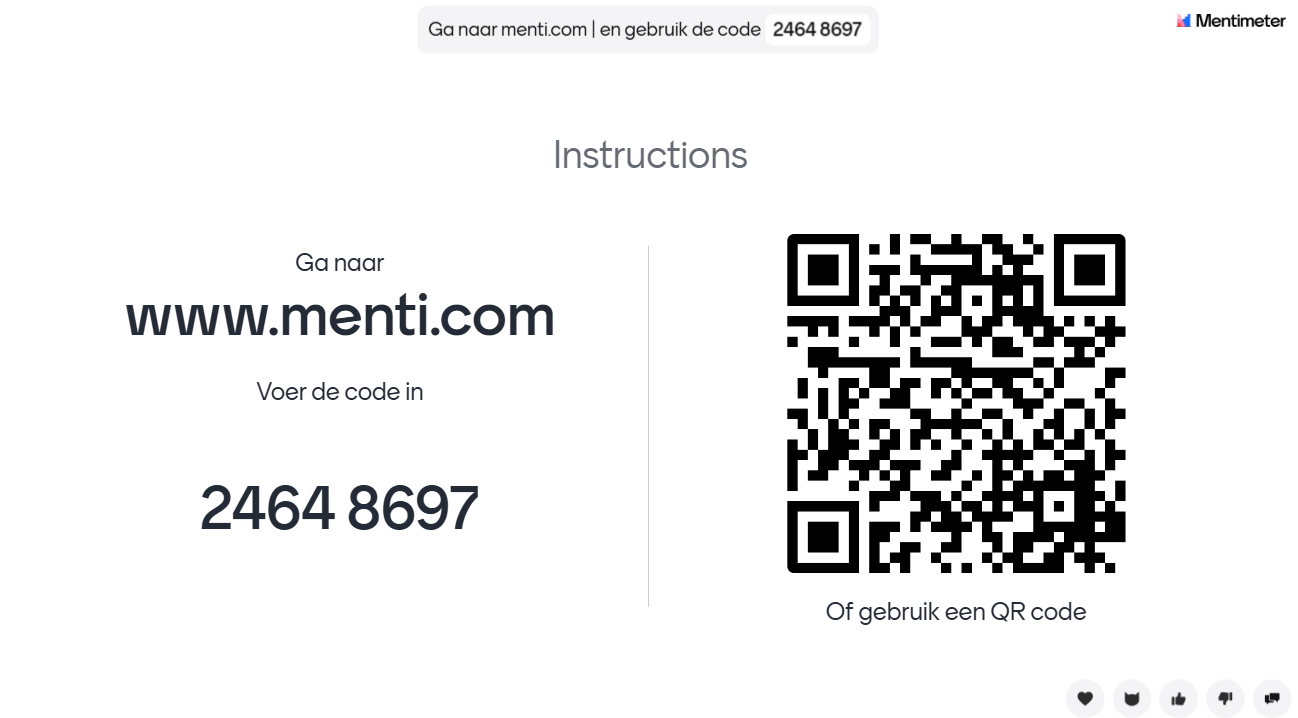 Ga naar menti.com | en gebruik de code 2464 8697
Mentimeter
Instructions
Ga naar
www.menti.com
Voer de code in
2464 8697
Of gebruik een QR code